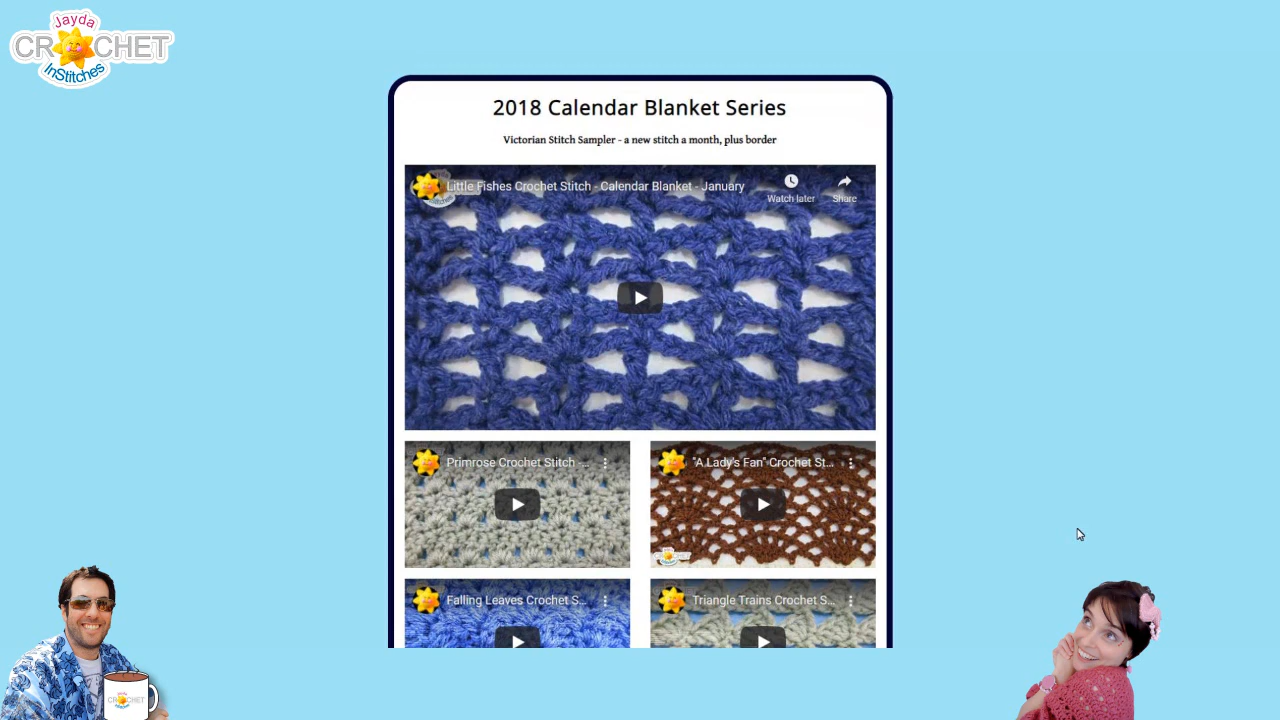 Jayda
CROCHET
InStitches
2018 Calendar Blanket Series
Victorian Stitch Sampler - a new stitch a month, plus border
Little Fishes Crochet Stitch - Calendar Blanket - January
Watch later
Share
Primrose Crochet Stitch -...
"A Lady's Fan" Crochet St...
Falling Leaves Crochet S...
Triangle Trains Crochet S...
Jayda
CROCHET